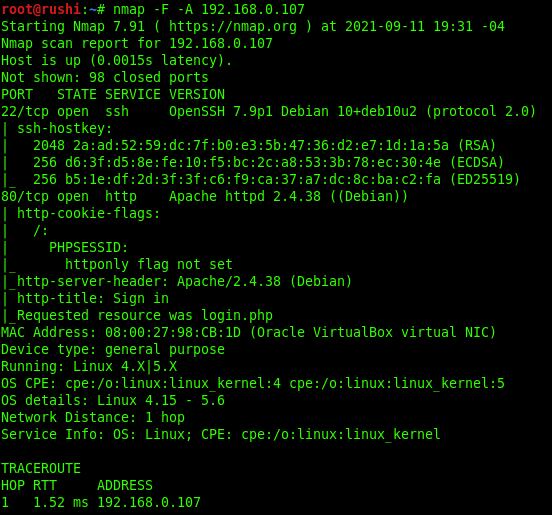 root@rushi:~# nmap -F -A 192.168.0.107
Starting Nmap 7.91 ( https://nmap.org ) at 2021-09-11 19:31 -04
Nmap scan report for 192.168.0.107
Host is up (0.0015s latency).
Not shown: 98 closed ports
PORT   STATE SERVICE VERSION
22/tcp open  ssh     OpenSSH 7.9p1 Debian 10+deb10u2 (protocol 2.0)
| ssh-hostkey:
|   2048 2a:ad:52:59:dc:7f:b0:e3:5b:47:36:d2:e7:1d:1a:5a (RSA)
|   256 d6:3f:d5:8e:fe:10:f5:bc:2c:a8:53:3b:78:ec:30:4e (ECDSA)
|_  256 b5:1e:df:2d:3f:3f:c6:f9:ca:37:a7:dc:8c:ba:c2:fa (ED25519)
80/tcp open  http    Apache httpd 2.4.38 ((Debian))
| http-cookie-flags:
|   /:
|     PHPSESSID:
|_      httponly flag not set
|_http-server-header: Apache/2.4.38 (Debian)
| http-title: Sign in
|_Requested resource was login.php
MAC Address: 08:00:27:98:CB:1D (Oracle VirtualBox virtual NIC)
Device type: general purpose
Running: Linux 4.X|5.X
OS CPE: cpe:/o:linux:linux_kernel:4 cpe:/o:linux:linux_kernel:5
OS details: Linux 4.15 - 5.6
Network Distance: 1 hop
Service Info: OS: Linux; CPE: cpe:/o:linux:linux_kernel

TRACEROUTE
HOP RTT     ADDRESS
1   1.52 ms 192.168.0.107